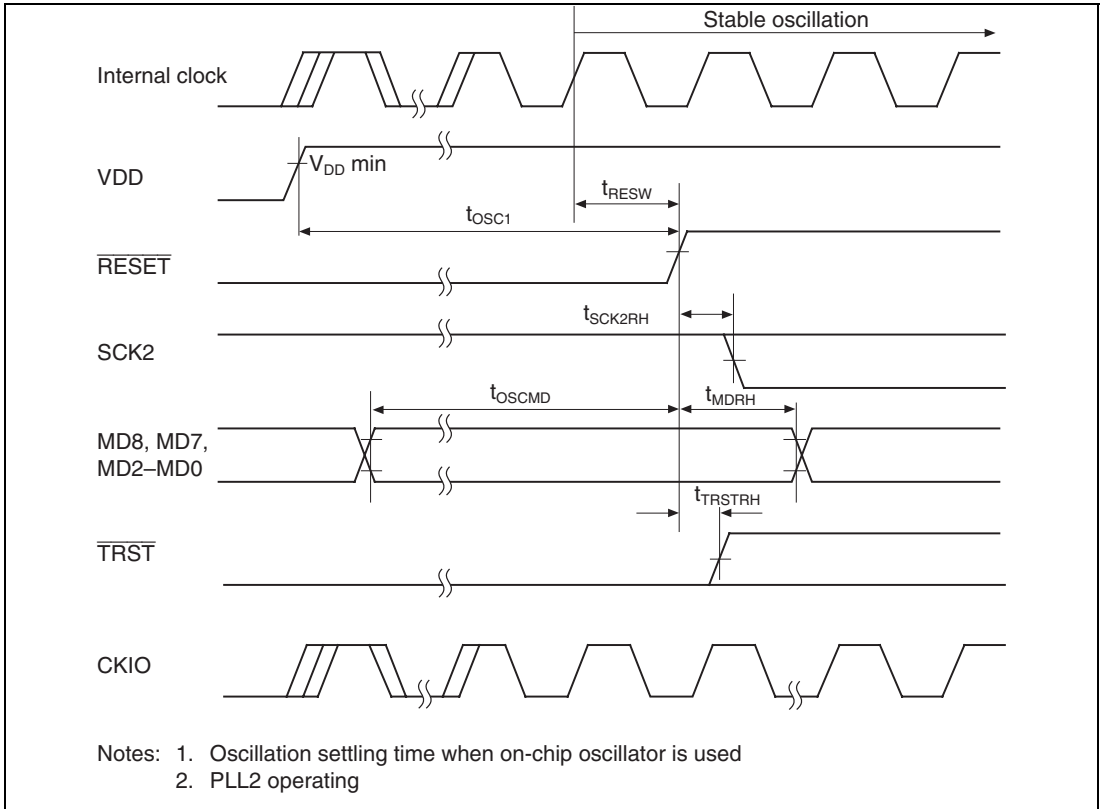 Stable oscillation
Internal clock
VDD
VDD min
tRESW
tOSC1
RESET
tSCK2RH
SCK2
tOSCMD
tMDRH
MD8, MD7,
MD2–MD0
tTRSTRH
TRST
CKIO
Notes: 1. Oscillation settling time when on-chip oscillator is used
2. PLL2 operating